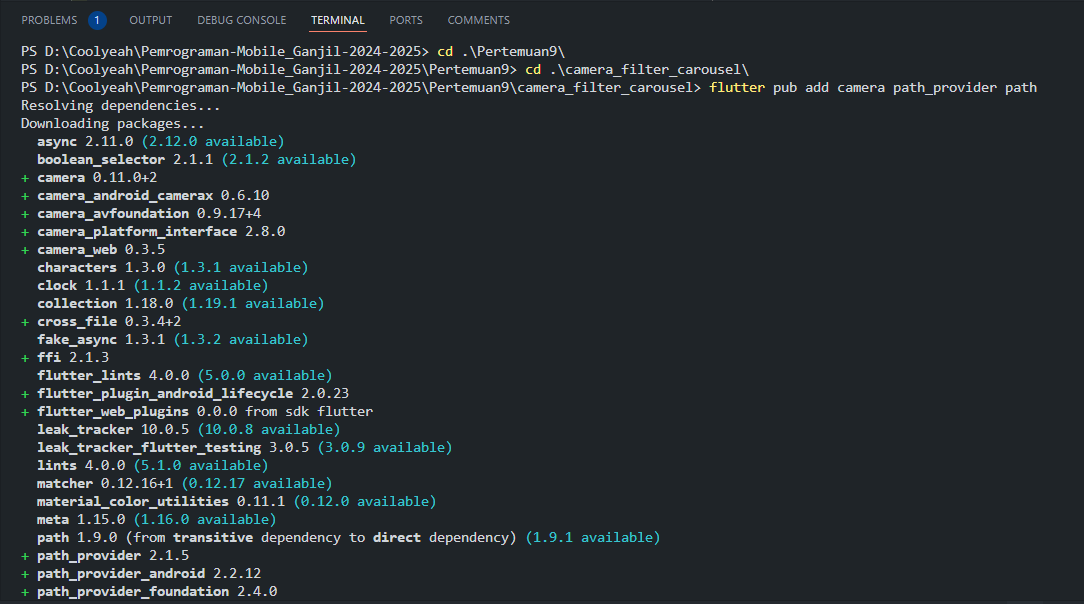 PROBLEMS 1 OUTPUT DEBUG CONSOLE TERMINAL PORTS COMMENTS
PS D:\Coolyeah\Pemrograman-Mobile_Ganjil-2024-2025> cd .\Pertemuan9\
PS D:\Coolyeah\Pemrograman-Mobile_Ganjil-2024-2025\Pertemuan9> cd .\camera_filter_carousel\
PS D:\Coolyeah\Pemrograman-Mobile_Ganjil-2024-2025\Pertemuan9\camera_filter_carousel> flutter pub add camera path_provider path
Resolving dependencies...
Downloading packages...
async 2.11.0 (2.12.0 available)
boolean_selector 2.1.1 (2.1.2 available)
+ camera 0.11.0+2
+ camera_android_camerax 0.6.10
+ camera_avfoundation 0.9.17+4
+ camera_platform_interface 2.8.0
+ camera_web 0.3.5
characters 1.3.0 (1.3.1 available)
clock 1.1.1 (1.1.2 available)
collection 1.18.0 (1.19.1 available)
+ cross_file 0.3.4+2
fake_async 1.3.1 (1.3.2 available)
+ ffi 2.1.3
flutter_lints 4.0.0 (5.0.0 available)
+ flutter_plugin_android_lifecycle 2.0.23
+ flutter_web_plugins 0.0.0 from sdk flutter
leak_tracker 10.0.5 (10.0.8 available)
leak_tracker_flutter_testing 3.0.5 (3.0.9 available)
lints 4.0.0 (5.1.0 available)
matcher 0.12.16+1 (0.12.17 available)
material_color_utilities 0.11.1 (0.12.0 available)
meta 1.15.0 (1.16.0 available)
path 1.9.0 (from transitive dependency to direct dependency) (1.9.1 available)
+ path_provider 2.1.5
+ path_provider_android 2.2.12
+ path_provider_foundation 2.4.0